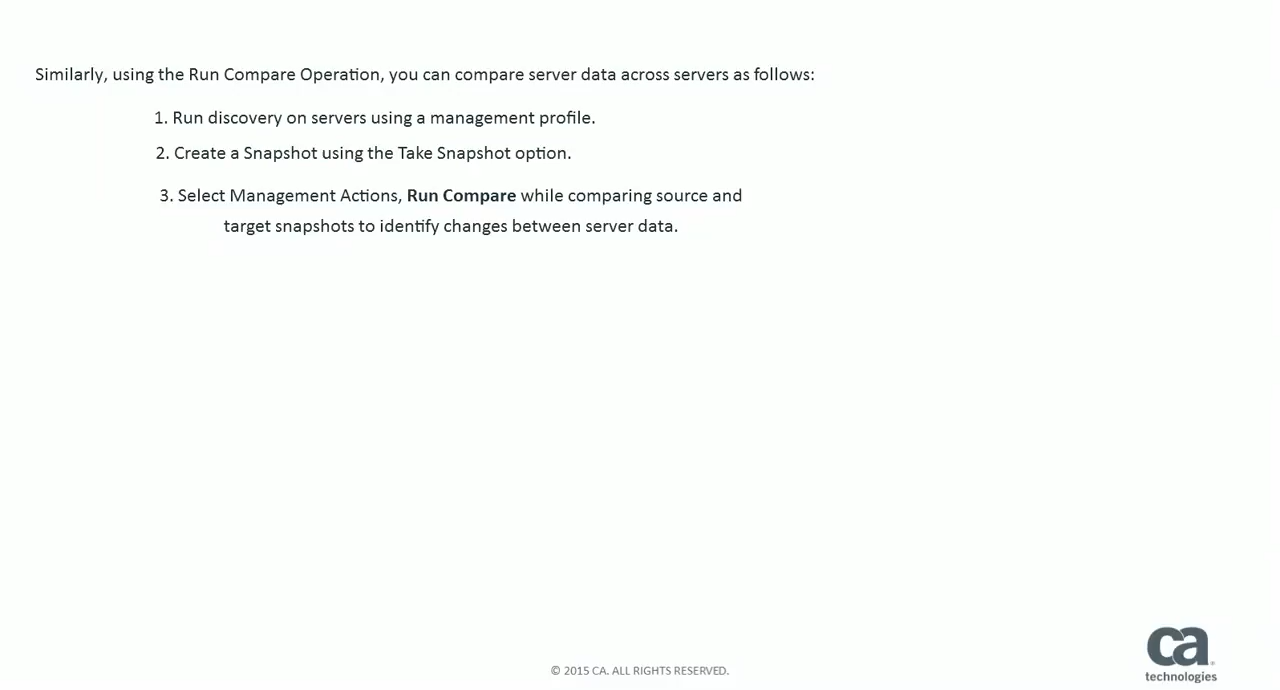 Similarly, using the Run Compare Operation, you can compare server data across servers as follows:
1. Run discovery on servers using a management profile.
2. Create a Snapshot using the Take Snapshot option.
3. Select Management Actions, Run Compare while comparing source and
target snapshots to identify changes between server data.
© 2015 CA. ALL RIGHTS RESERVED.
ca
technologies